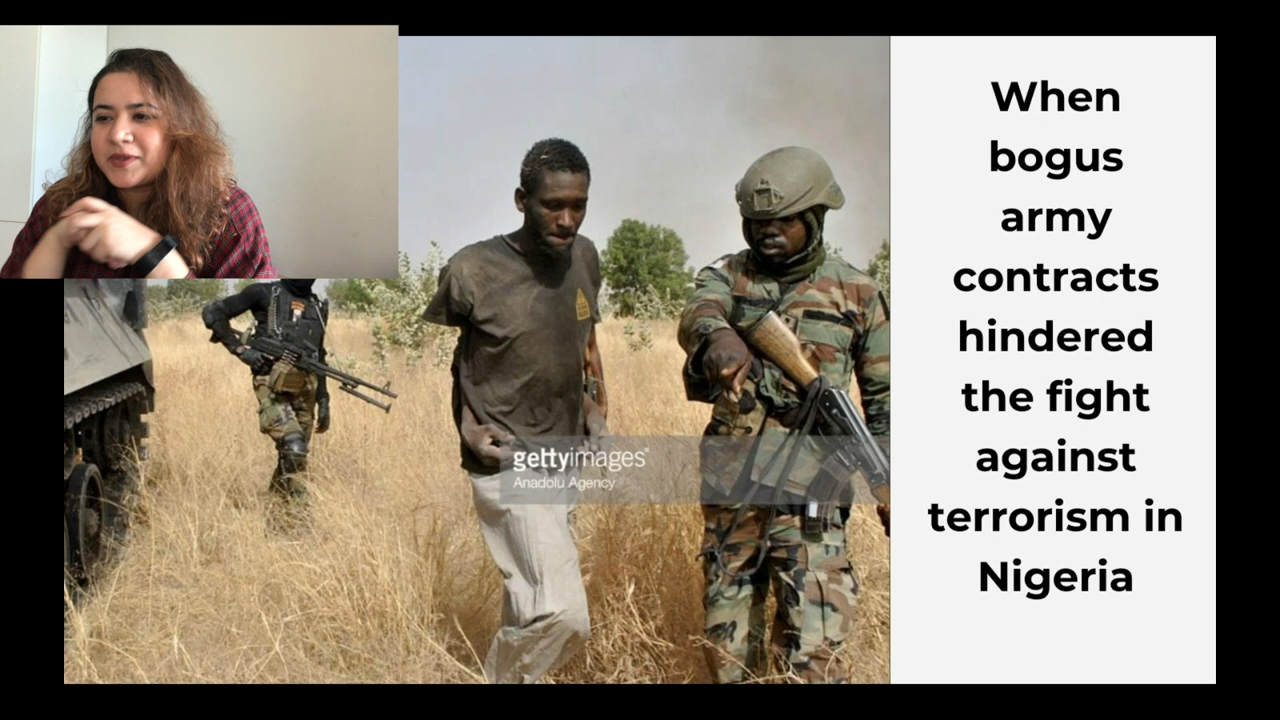 When
bogus
army
contracts
hindered
the fight
against
terrorism in
Nigeria
gettyimages®
Anadolu Agency